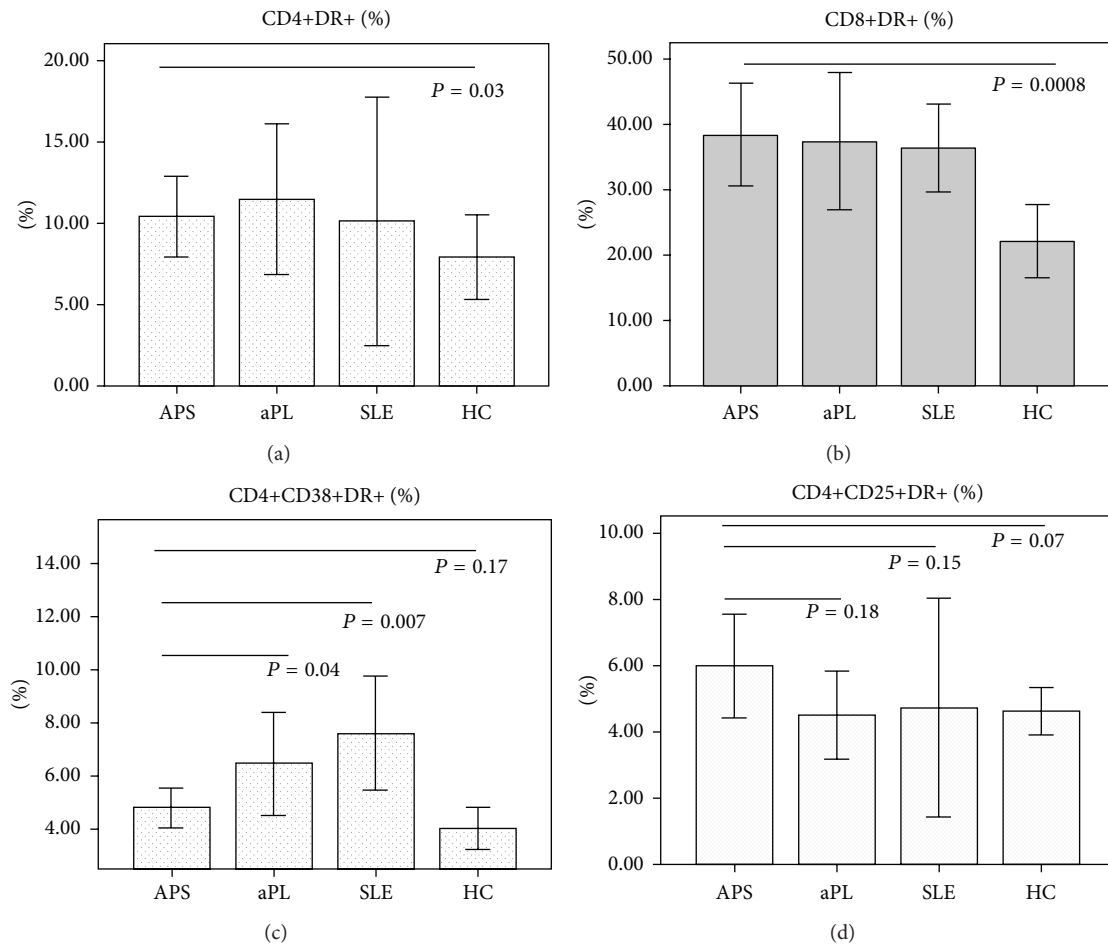 CD4+DR+ (%)
20.00
15.00
10.00
5.00
0.00
(%)
P = 0.03
APS aPL SLE HC
(a)
CD8+DR+ (%)
50.00
40.00
30.00
20.00
10.00
0.00
(%)
P = 0.0008
APS aPL SLE HC
(b)
CD4+CD38+DR+ (%)
14.00
12.00
10.00
8.00
6.00
4.00
(%)
P = 0.17
P = 0.007
P = 0.04
APS aPL SLE HC
(c)
CD4+CD25+DR+ (%)
10.00
8.00
6.00
4.00
2.00
0.00
(%)
P = 0.07
P = 0.15
P = 0.18
APS aPL SLE HC
(d)